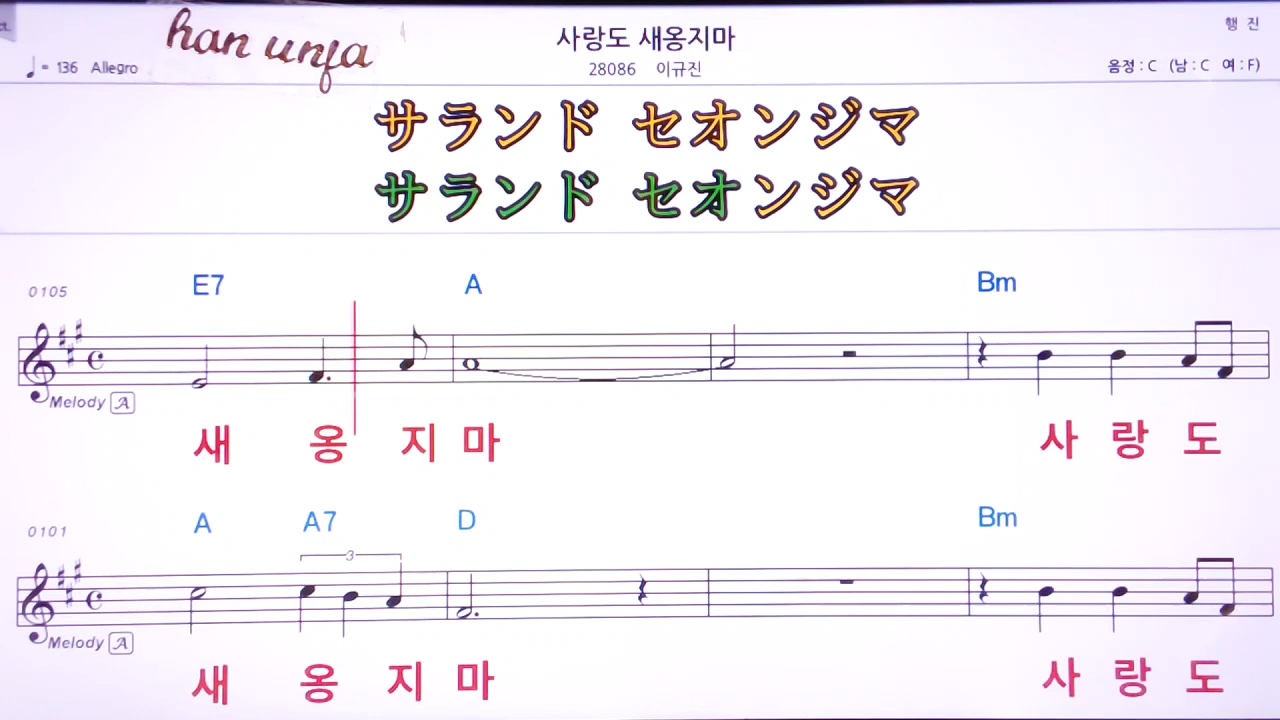 han unja
사랑도 새옹지마
행 진
♩= 136 Allegro
28086 이규진
음정 : C (남 : C 여 : F)
サランド セオンジマ
サランド セオンジマ
0105
E7 A Bm
Melody A
새 옹 지 마 사 랑 도
0101
A A7 D Bm
3
Melody A
새 옹 지 마 사 랑 도